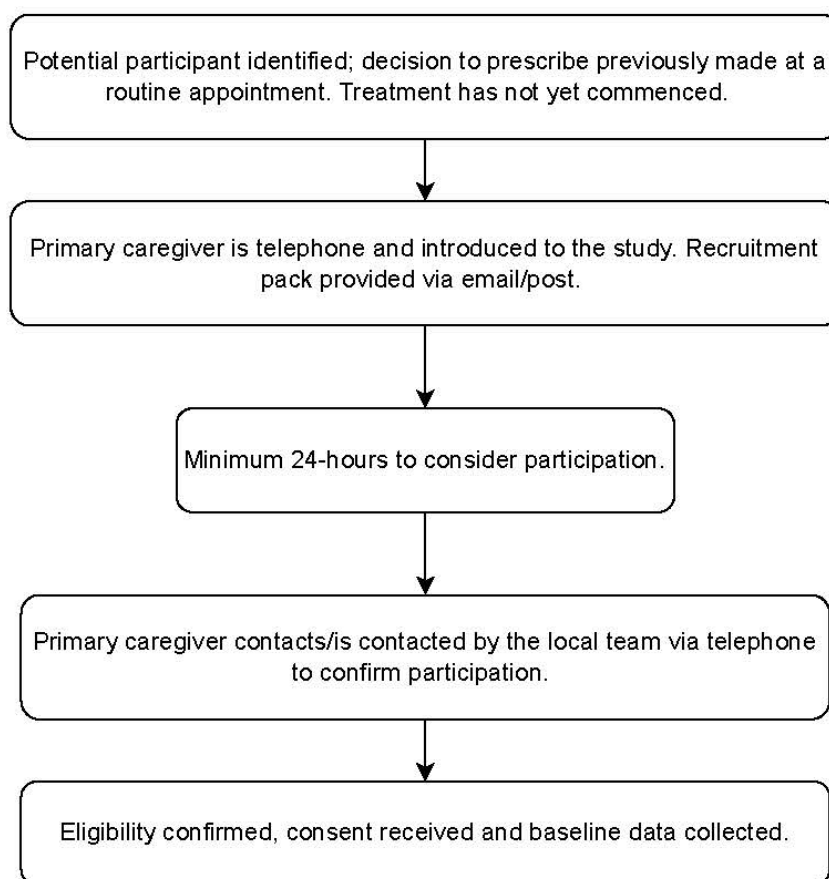 Potential participant identified; decision to prescribe previously made at a
routine appointment. Treatment has not yet commenced.
Primary caregiver is telephone and introduced to the study. Recruitment
pack provided via email/post.
Minimum 24-hours to consider participation.
Primary caregiver contacts/is contacted by the local team via telephone
to confirm participation.
Eligibility confirmed, consent received and baseline data collected.